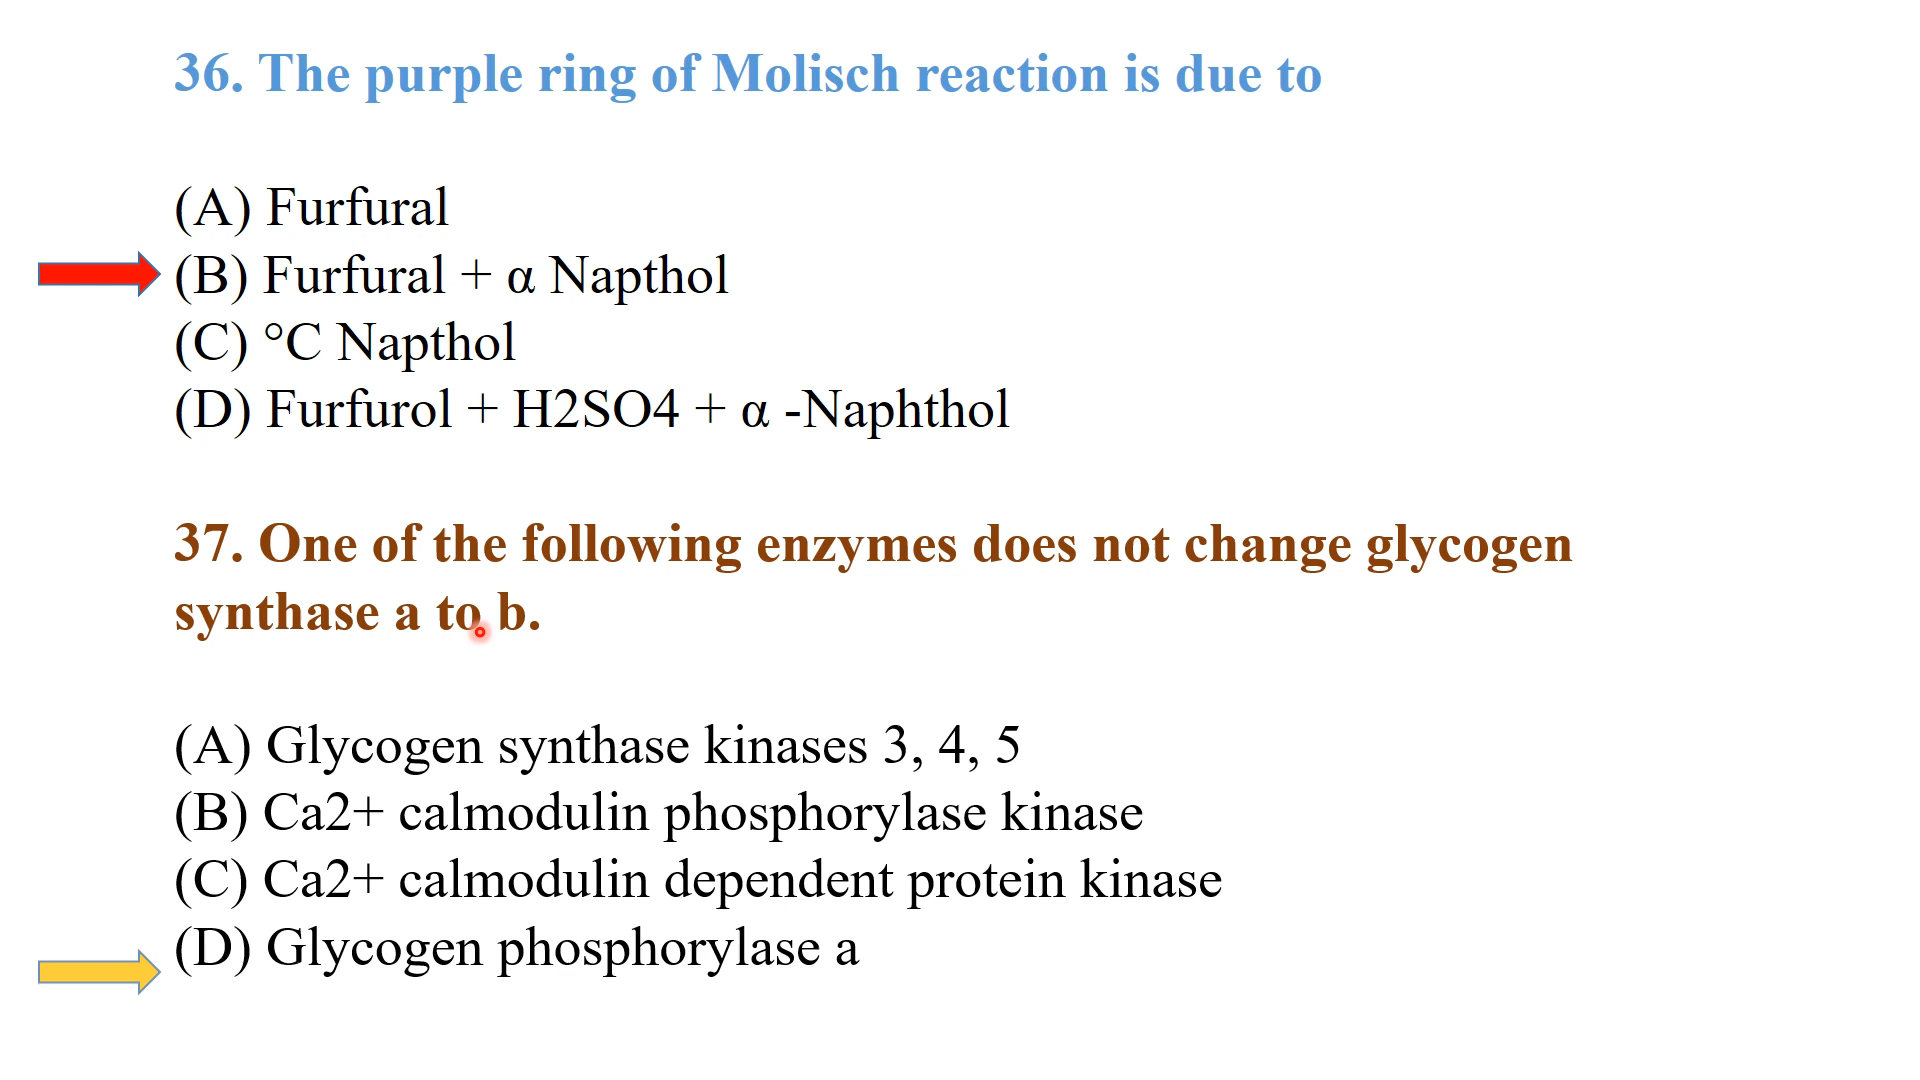 36. The purple ring of Molisch reaction is due to
(A) Furfural
(B) Furfural + α Napthol
(C) °C Napthol
(D) Furfurol + H2SO4 + α -Naphthol
37. One of the following enzymes does not change glycogen
synthase a to b.
(A) Glycogen synthase kinases 3, 4, 5
(B) Ca2+ calmodulin phosphorylase kinase
(C) Ca2+ calmodulin dependent protein kinase
(D) Glycogen phosphorylase a